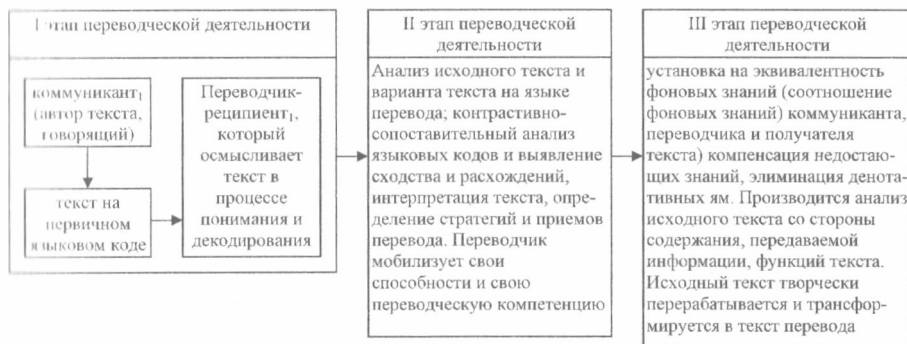 I этап переводческой деятельности
коммуникант₁
(автор текста,
говорящий)
текст на
первичном
языковом коде
Переводчик-
реципиент₁,
который
осмысливает
текст в
процессе
понимания и
декодирования
II этап переводческой
деятельности
Анализ исходного текста и
варианта текста на языке
перевода; контрастивно-
сопоставительный анализ
языковых кодов и выявление
сходства и расхождений,
интерпретация текста, опре-
деление стратегий и приемов
перевода. Переводчик
мобилизует свои
способности и свою
переводческую компетенцию
III этап переводческой
деятельности
установка на эквивалентность
фоновых знаний (соотношение
фоновых знаний) коммуниканта,
переводчика и получателя
текста) компенсация недостаю-
щих знаний, элиминация денота-
тивных ям. Производится анализ
исходного текста со стороны
содержания, передаваемой
информации, функций текста.
Исходный текст творчески
перерабатывается и трансфор-
мируется в текст перевода